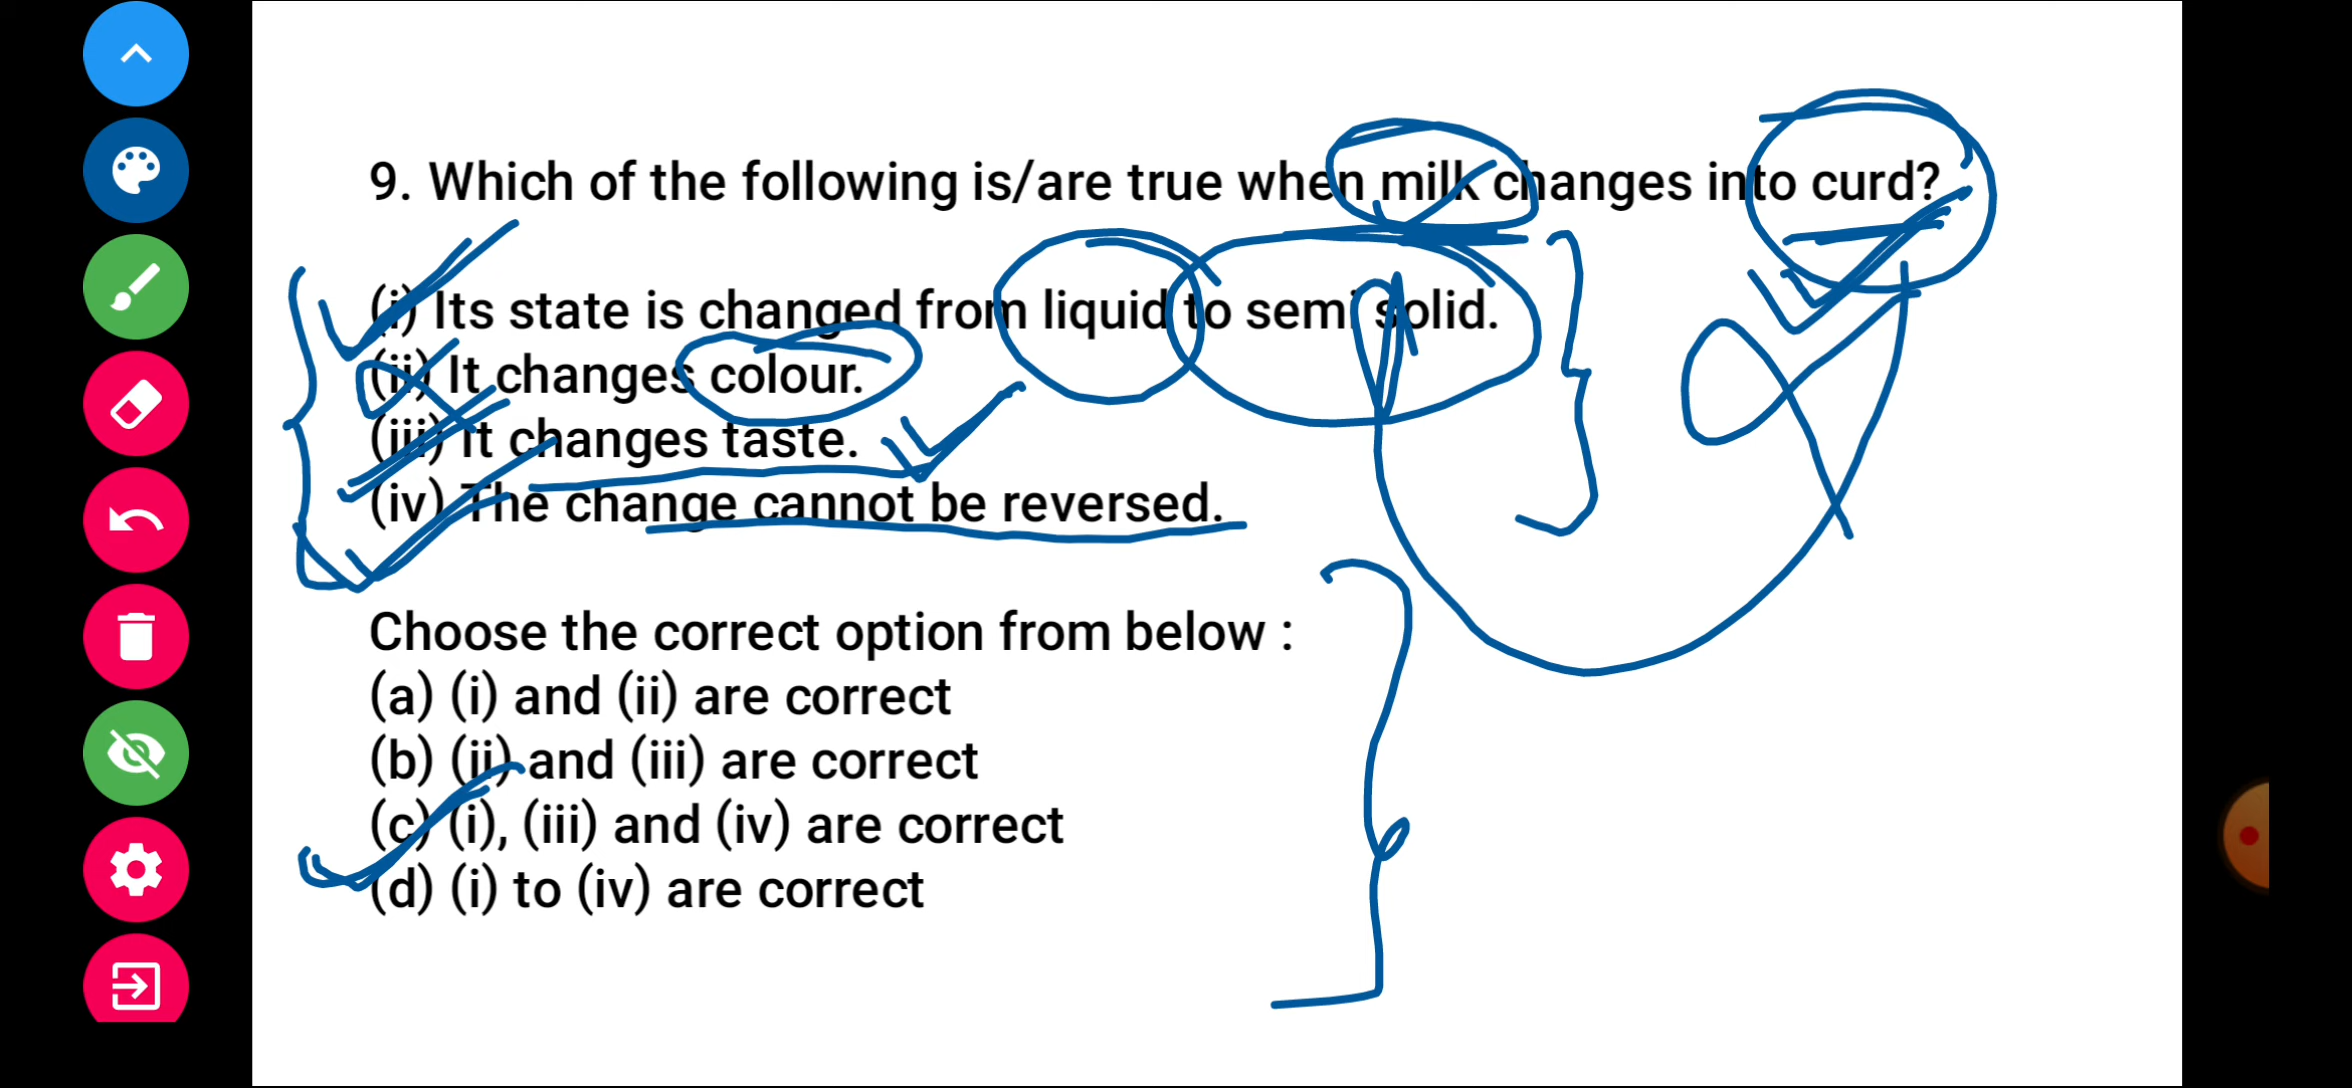 9. Which of the following is/are true when milk changes into curd?
(i) Its state is changed from liquid to semi solid.
(ii) It changes colour.
(iii) It changes taste.
(iv) The change cannot be reversed.
Choose the correct option from below :
(a) (i) and (ii) are correct
(b) (ii) and (iii) are correct
(c) (i), (iii) and (iv) are correct
(d) (i) to (iv) are correct